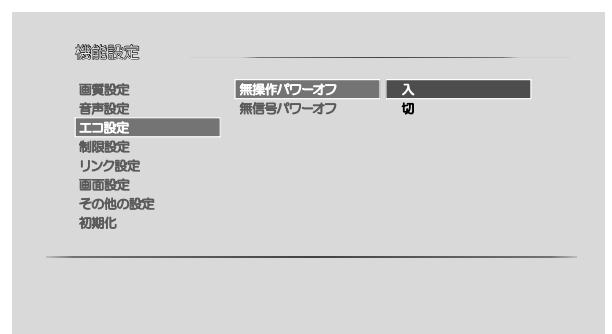 機能設定
画質設定
音声設定
エコ設定
制限設定
リンク設定
画面設定
その他の設定
初期化
無操作パワーオフ
無信号パワーオフ
入
切